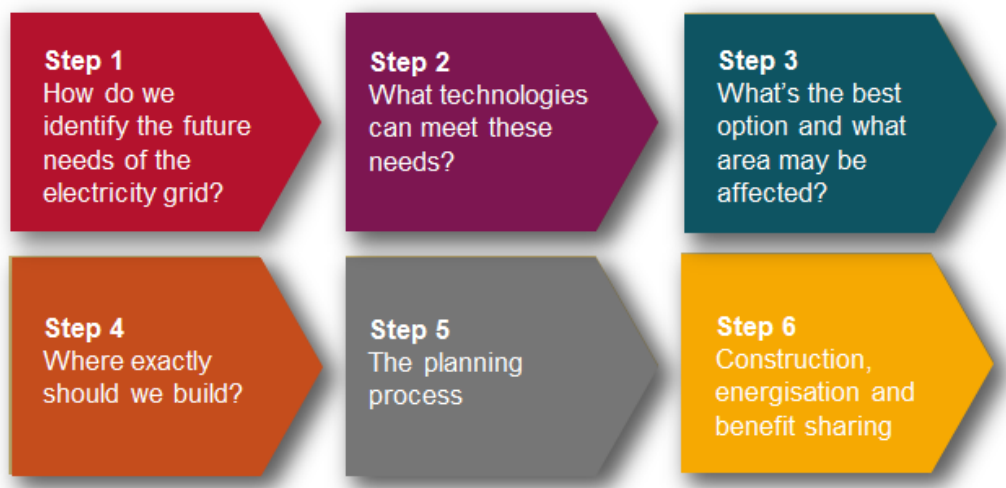 Step 1
How do we
identify the future
needs of the
electricity grid?
Step 2
What technologies
can meet these
needs?
Step 3
What's the best
option and what
area may be
affected?
Step 4
Where exactly
should we build?
Step 5
The planning
process
Step 6
Construction,
energisation and
benefit sharing